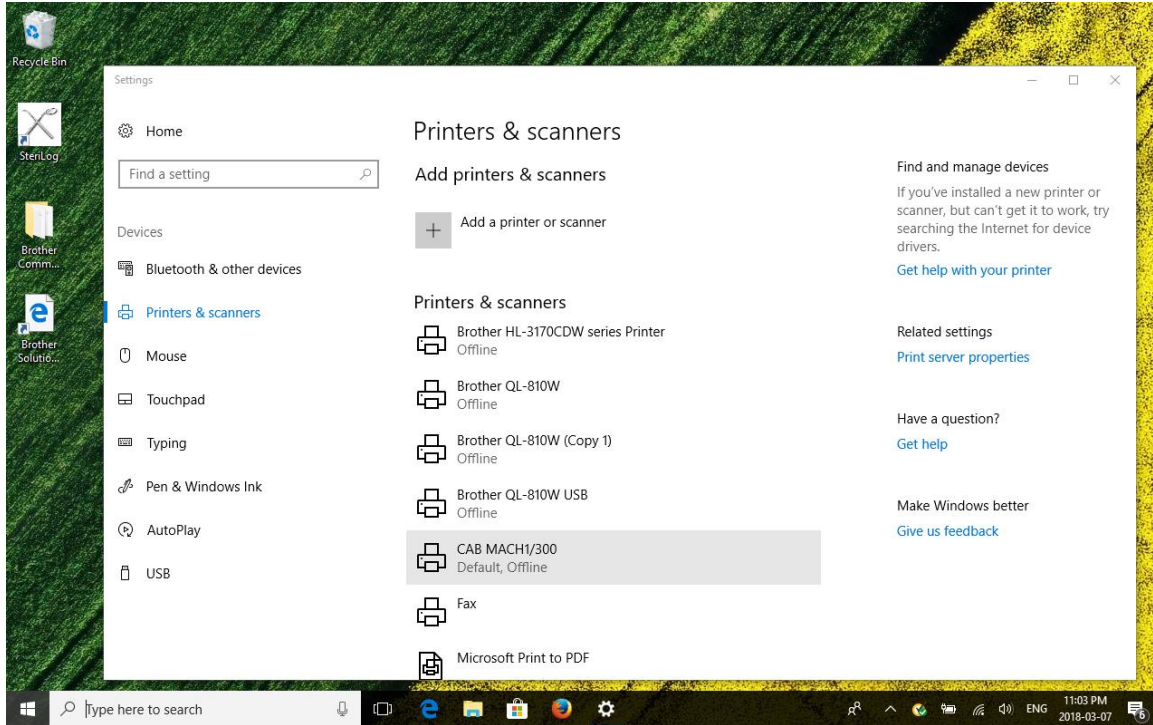 Recycle Bin
SteriLog
Brother
Comm...
Brother
Solutio...
Settings
Home
Find a setting
Devices
Bluetooth & other devices
Printers & scanners
Mouse
Touchpad
Typing
Pen & Windows Ink
AutoPlay
USB
Printers & scanners
Add printers & scanners
Add a printer or scanner
Printers & scanners
Brother HL-3170CDW series Printer
Offline
Brother QL-810W
Offline
Brother QL-810W (Copy 1)
Offline
Brother QL-810W USB
Offline
CAB MACH1/300
Default, Offline
Fax
Microsoft Print to PDF
Find and manage devices
If you've installed a new printer or
scanner, but can't get it to work, try
searching the Internet for device
drivers.
Get help with your printer
Related settings
Print server properties
Have a question?
Get help
Make Windows better
Give us feedback
Type here to search
ENG
11:03 PM
2018-03-07
6